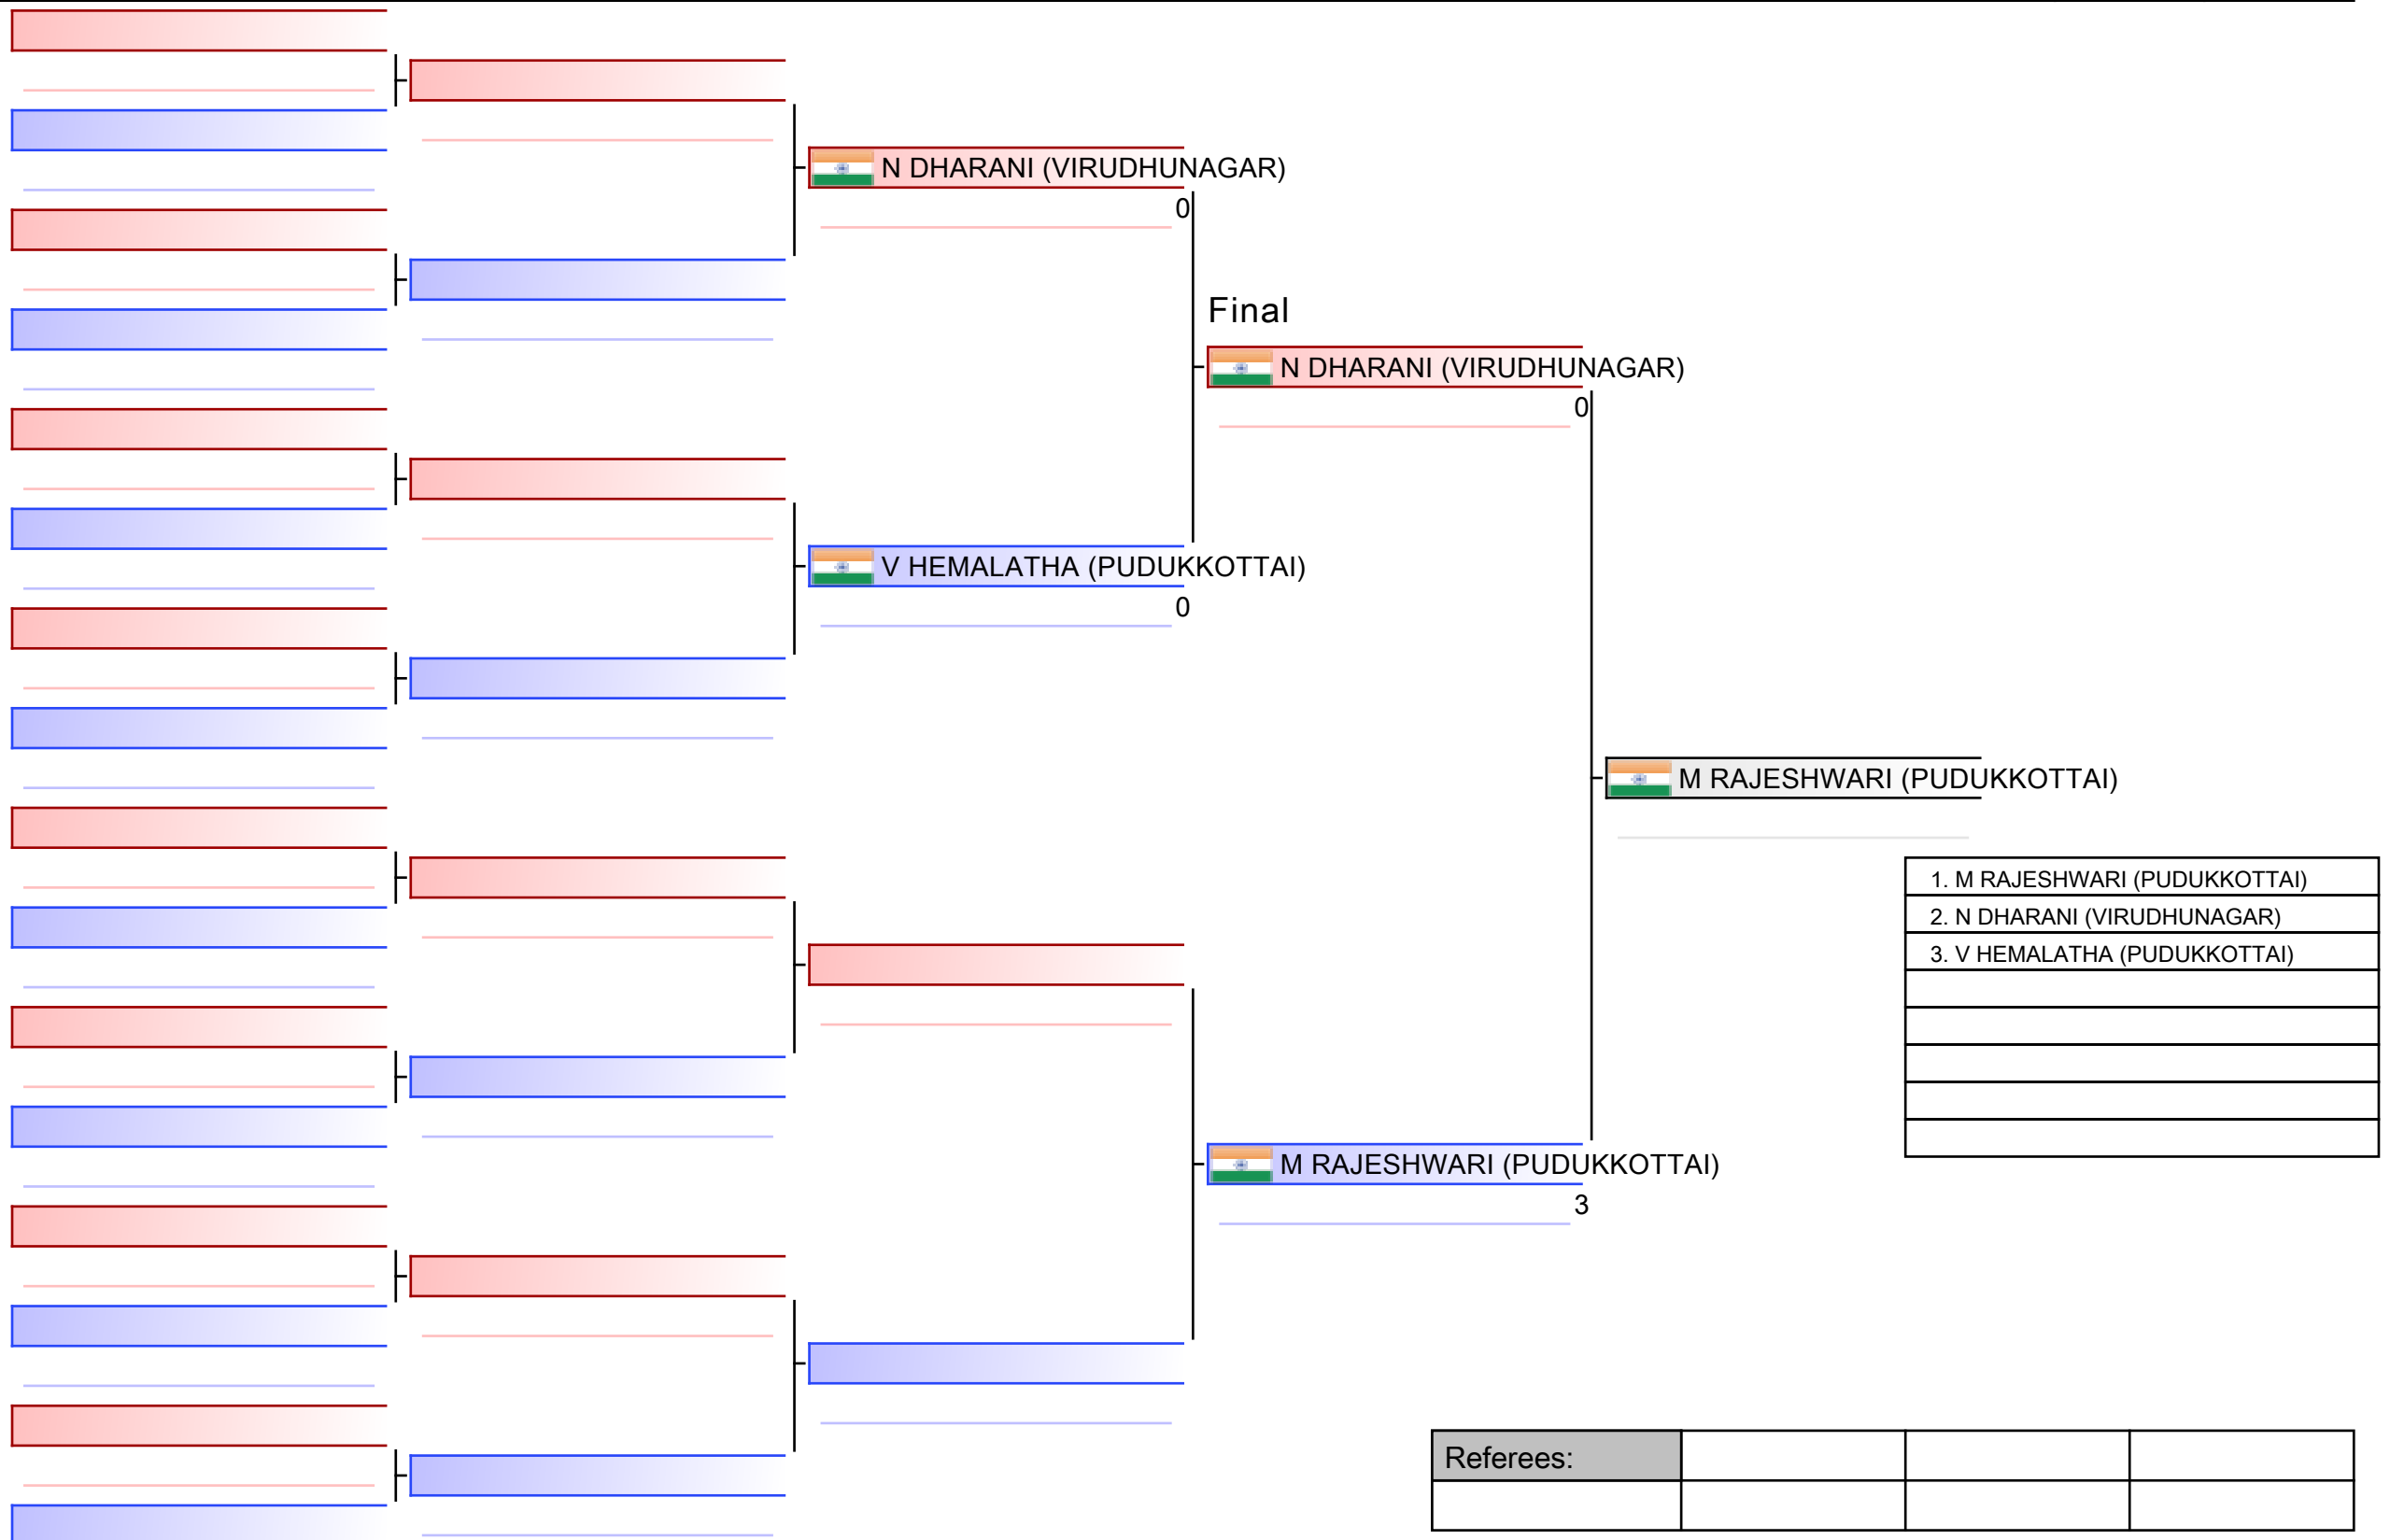 N DHARANI (VIRUDHUNAGAR)
0
Final
N DHARANI (VIRUDHUNAGAR)
0
V HEMALATHA (PUDUKKOTTAI)
0
M RAJESHWARI (PUDUKKOTTAI)
1. M RAJESHWARI (PUDUKKOTTAI)
2. N DHARANI (VIRUDHUNAGAR)
3. V HEMALATHA (PUDUKKOTTAI)
M RAJESHWARI (PUDUKKOTTAI)
3
Referees: